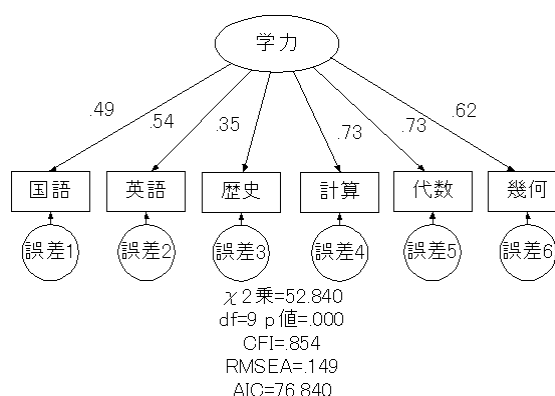 学力
.49 .54 .35 .73 .73 .62
国語 英語 歴史 計算 代数 幾何
誤差1 誤差2 誤差3 誤差4 誤差5 誤差6
χ2乗=52.840
df=9 p値=.000
CFI=.854
RMSEA=.149
AIC=76.840